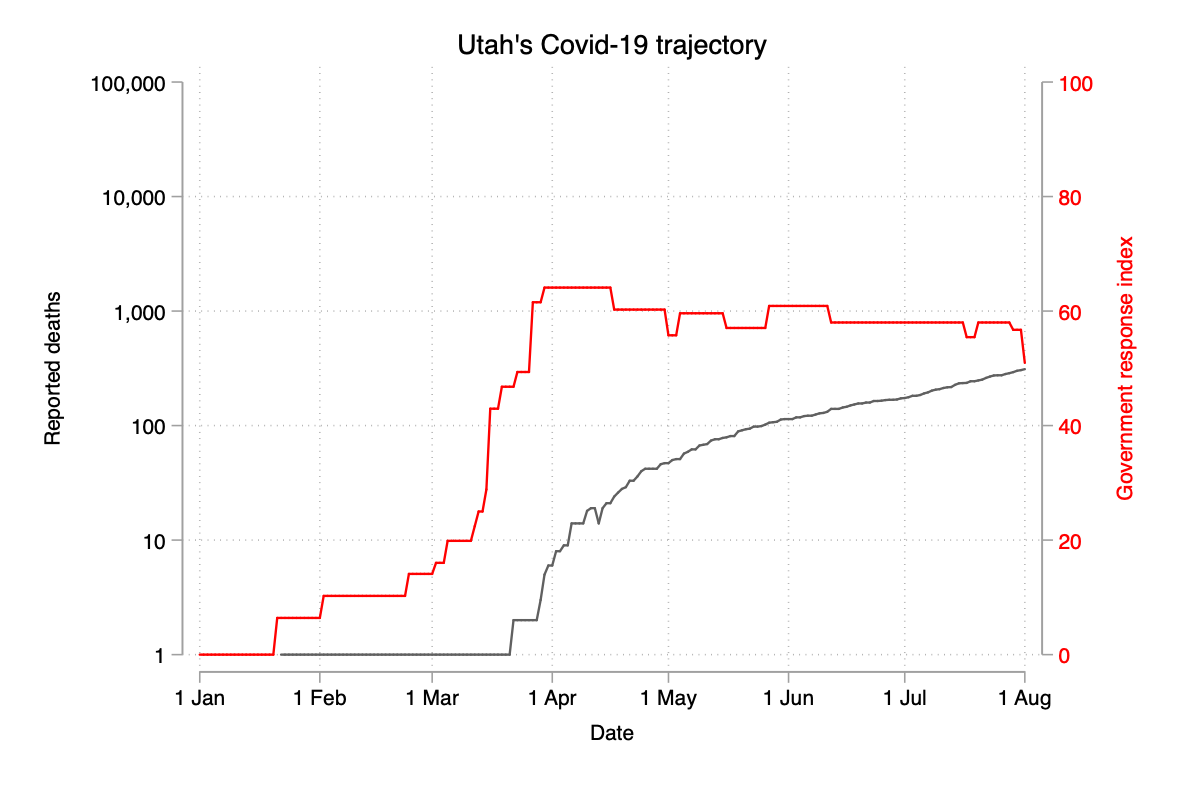 Utah's Covid-19 trajectory
100,000
10,000
1,000
100
10
1
Reported deaths
100
80
60
40
20
0
Government response index
1 Jan 1 Feb 1 Mar 1 Apr 1 May 1 Jun 1 Jul 1 Aug
Date